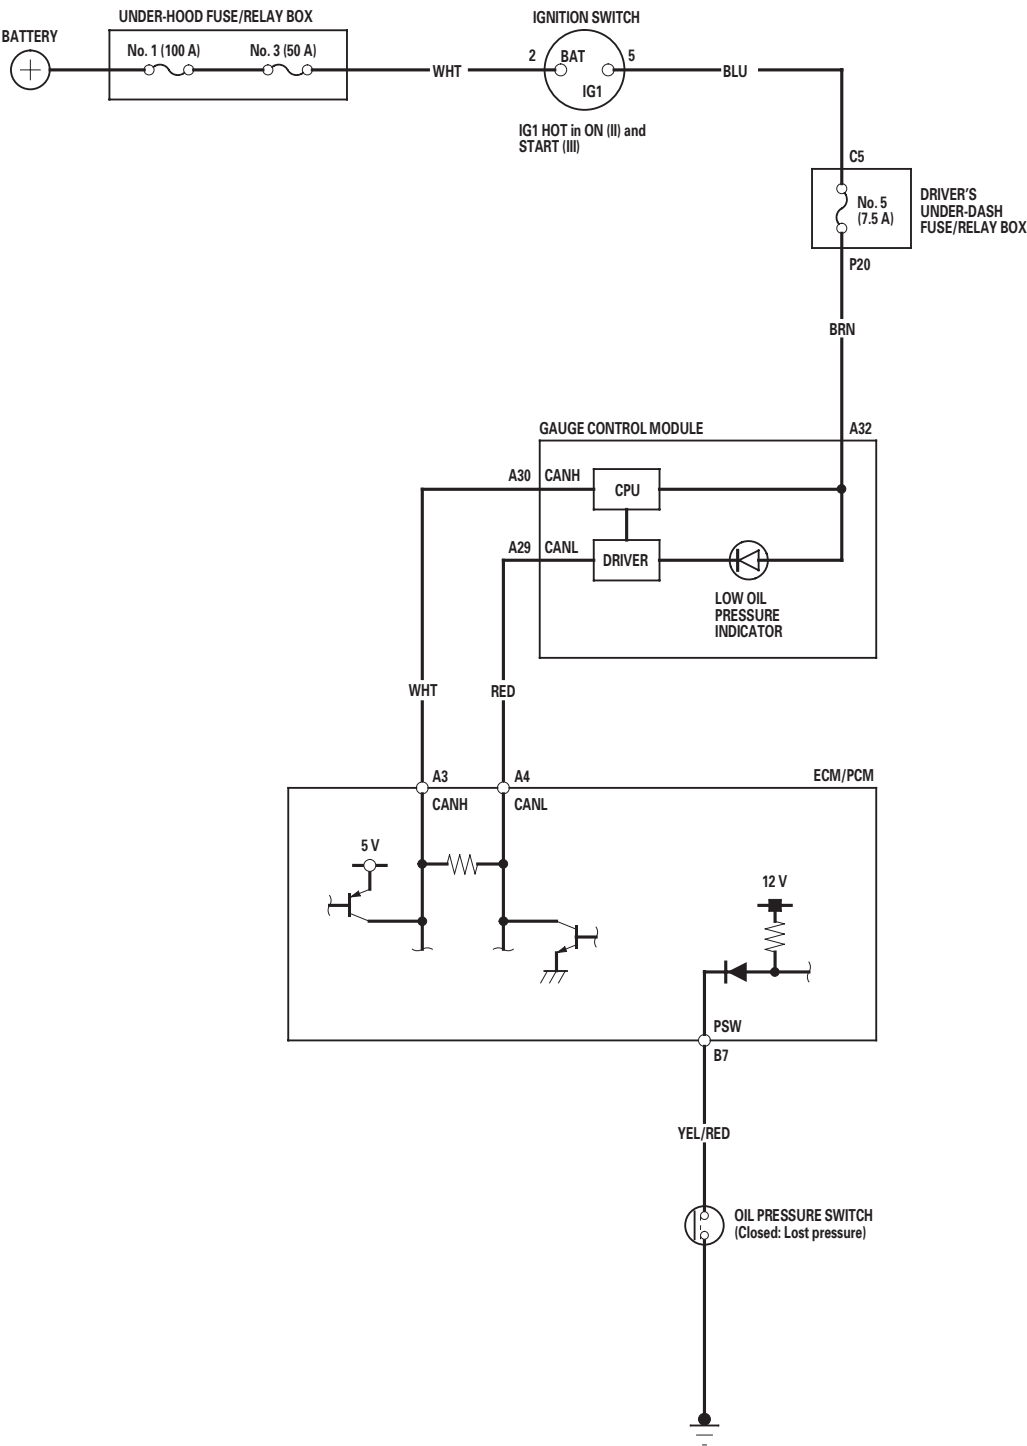 UNDER-HOOD FUSE/RELAY BOX
IGNITION SWITCH
BATTERY
No. 1 (100 A)
No. 3 (50 A)
WHT
2
BAT
5
IG1
BLU
IG1 HOT in ON (II) and
START (III)
C5
No. 5
(7.5 A)
DRIVER'S
UNDER-DASH
FUSE/RELAY BOX
P20
BRN
GAUGE CONTROL MODULE
A32
A30
CANH
CPU
A29
CANL
DRIVER
LOW OIL
PRESSURE
INDICATOR
WHT
RED
A3
A4
ECM/PCM
CANH
CANL
5 V
12 V
PSW
B7
YEL/RED
OIL PRESSURE SWITCH
(Closed: Lost pressure)